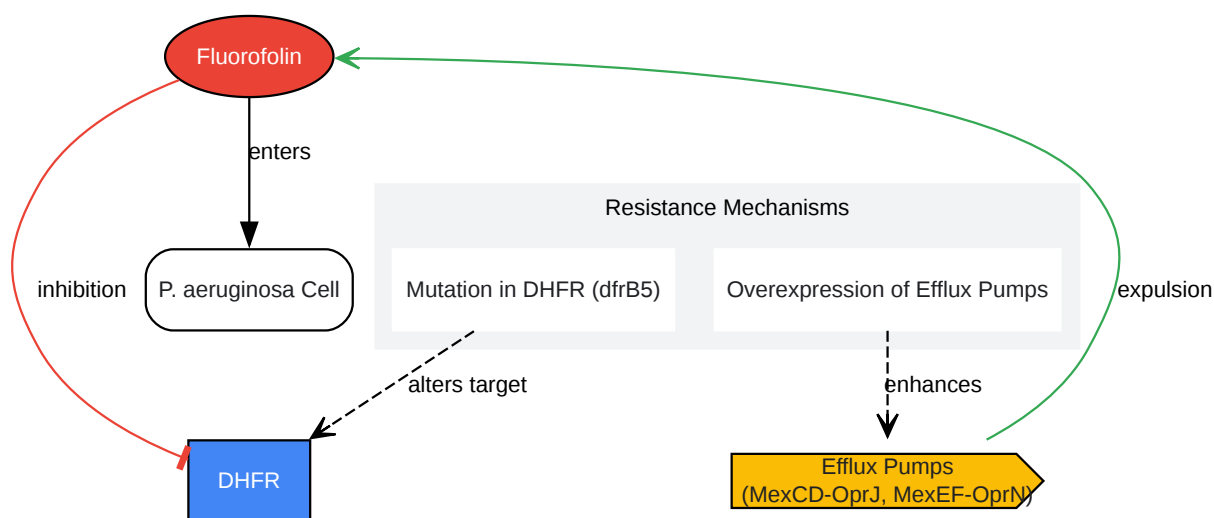 Fluorofolin
enters
Resistance Mechanisms
inhibition
P. aeruginosa Cell
Mutation in DHFR (dfrB5)
Overexpression of Efflux Pumps
expulsion
alters target
enhances
DHFR
Efflux Pumps
(MexCD-OprJ, MexEF-OprN)